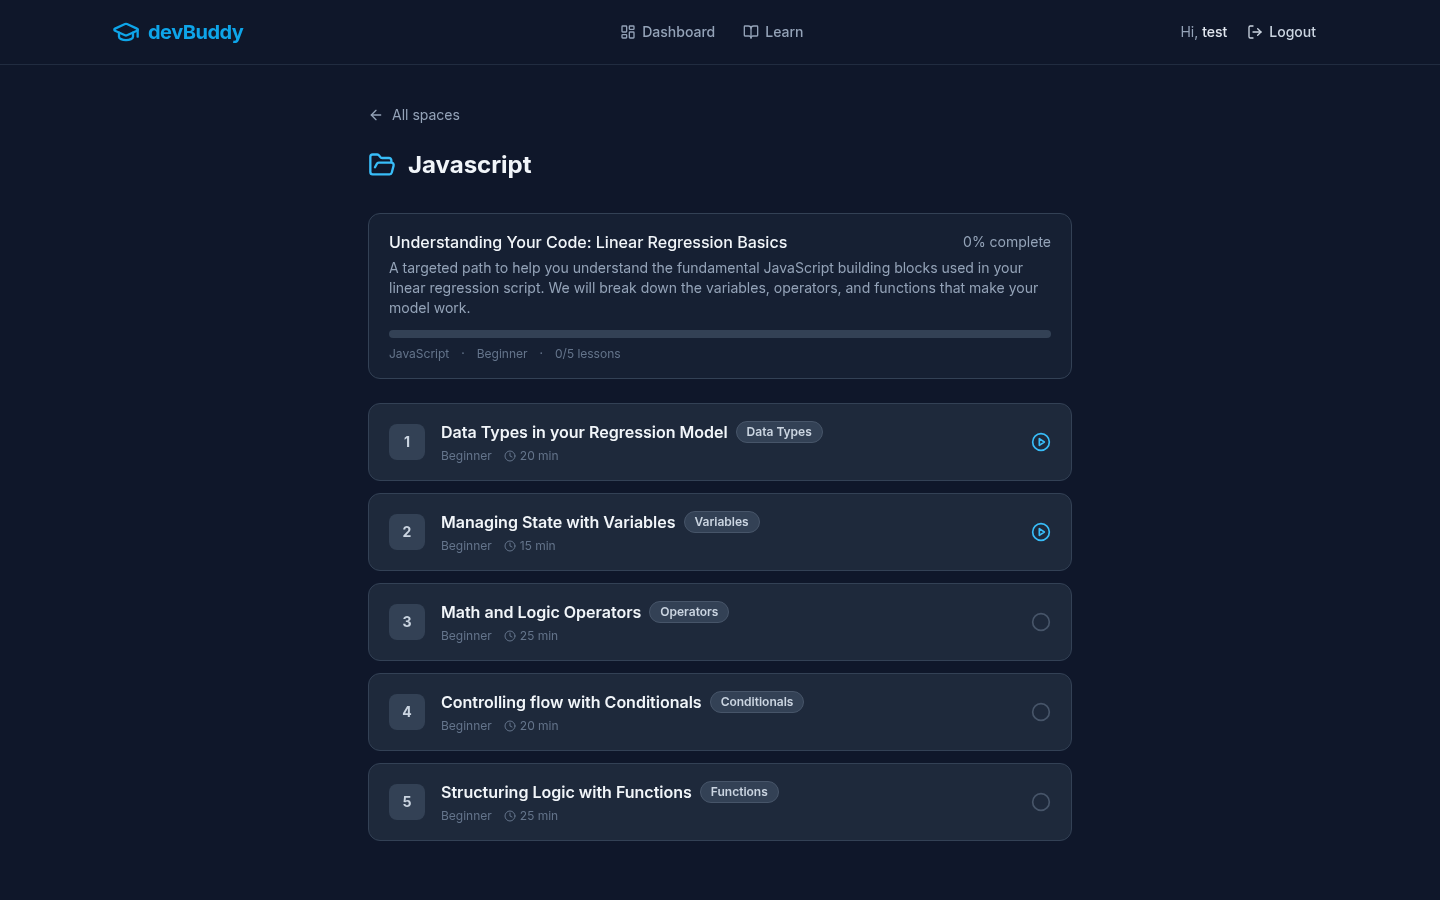 devBuddy
Dashboard
Learn
Hi, test
Logout
All spaces
Javascript
Understanding Your Code: Linear Regression Basics
0% complete
A targeted path to help you understand the fundamental JavaScript building blocks used in your
linear regression script. We will break down the variables, operators, and functions that make your
model work.
JavaScript · Beginner · 0/5 lessons
1
Data Types in your Regression Model
Data Types
Beginner
20 min
2
Managing State with Variables
Variables
Beginner
15 min
3
Math and Logic Operators
Operators
Beginner
25 min
4
Controlling flow with Conditionals
Conditionals
Beginner
20 min
5
Structuring Logic with Functions
Functions
Beginner
25 min